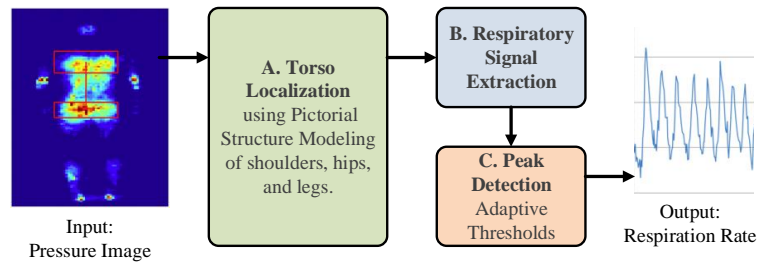 A. Torso
Localization
using Pictorial
Structure Modeling
of shoulders, hips,
and legs.
B. Respiratory
Signal
Extraction
C. Peak
Detection
Adaptive
Thresholds
Input:
Pressure Image
Output:
Respiration Rate